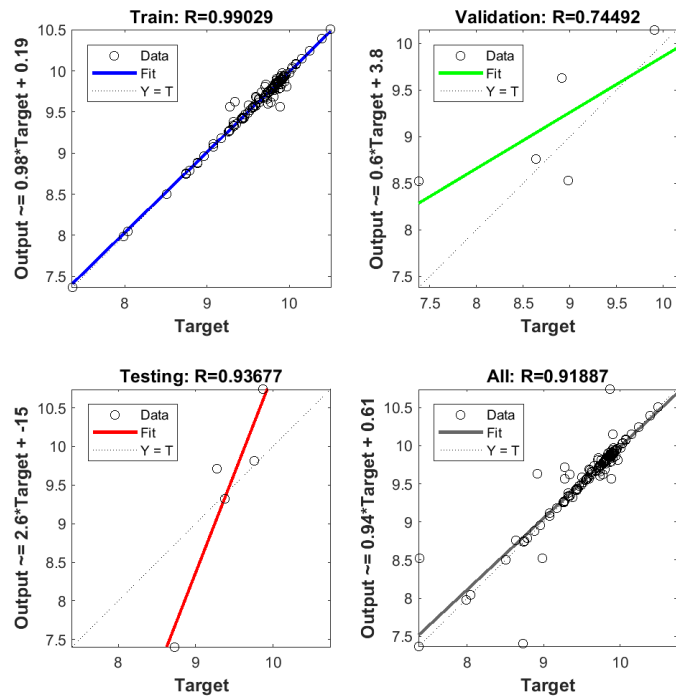 Train: R=0.99029
Output ~= 0.98*Target + 0.19
10.5
10
9.5
9
8.5
8
7.5
Data
Fit
Y = T
8
9
10
Target
Validation: R=0.74492
Output ~= 0.6*Target + 3.8
10
9.5
9
8.5
8
7.5
Data
Fit
Y = T
7.5
8
8.5
9
9.5
10
Target
Testing: R=0.93677
Output ~= 2.6*Target + -15
10.5
10
9.5
9
8.5
8
7.5
Data
Fit
Y = T
8
9
10
Target
All: R=0.91887
Output ~= 0.94*Target + 0.61
10.5
10
9.5
9
8.5
8
7.5
Data
Fit
Y = T
8
9
10
Target